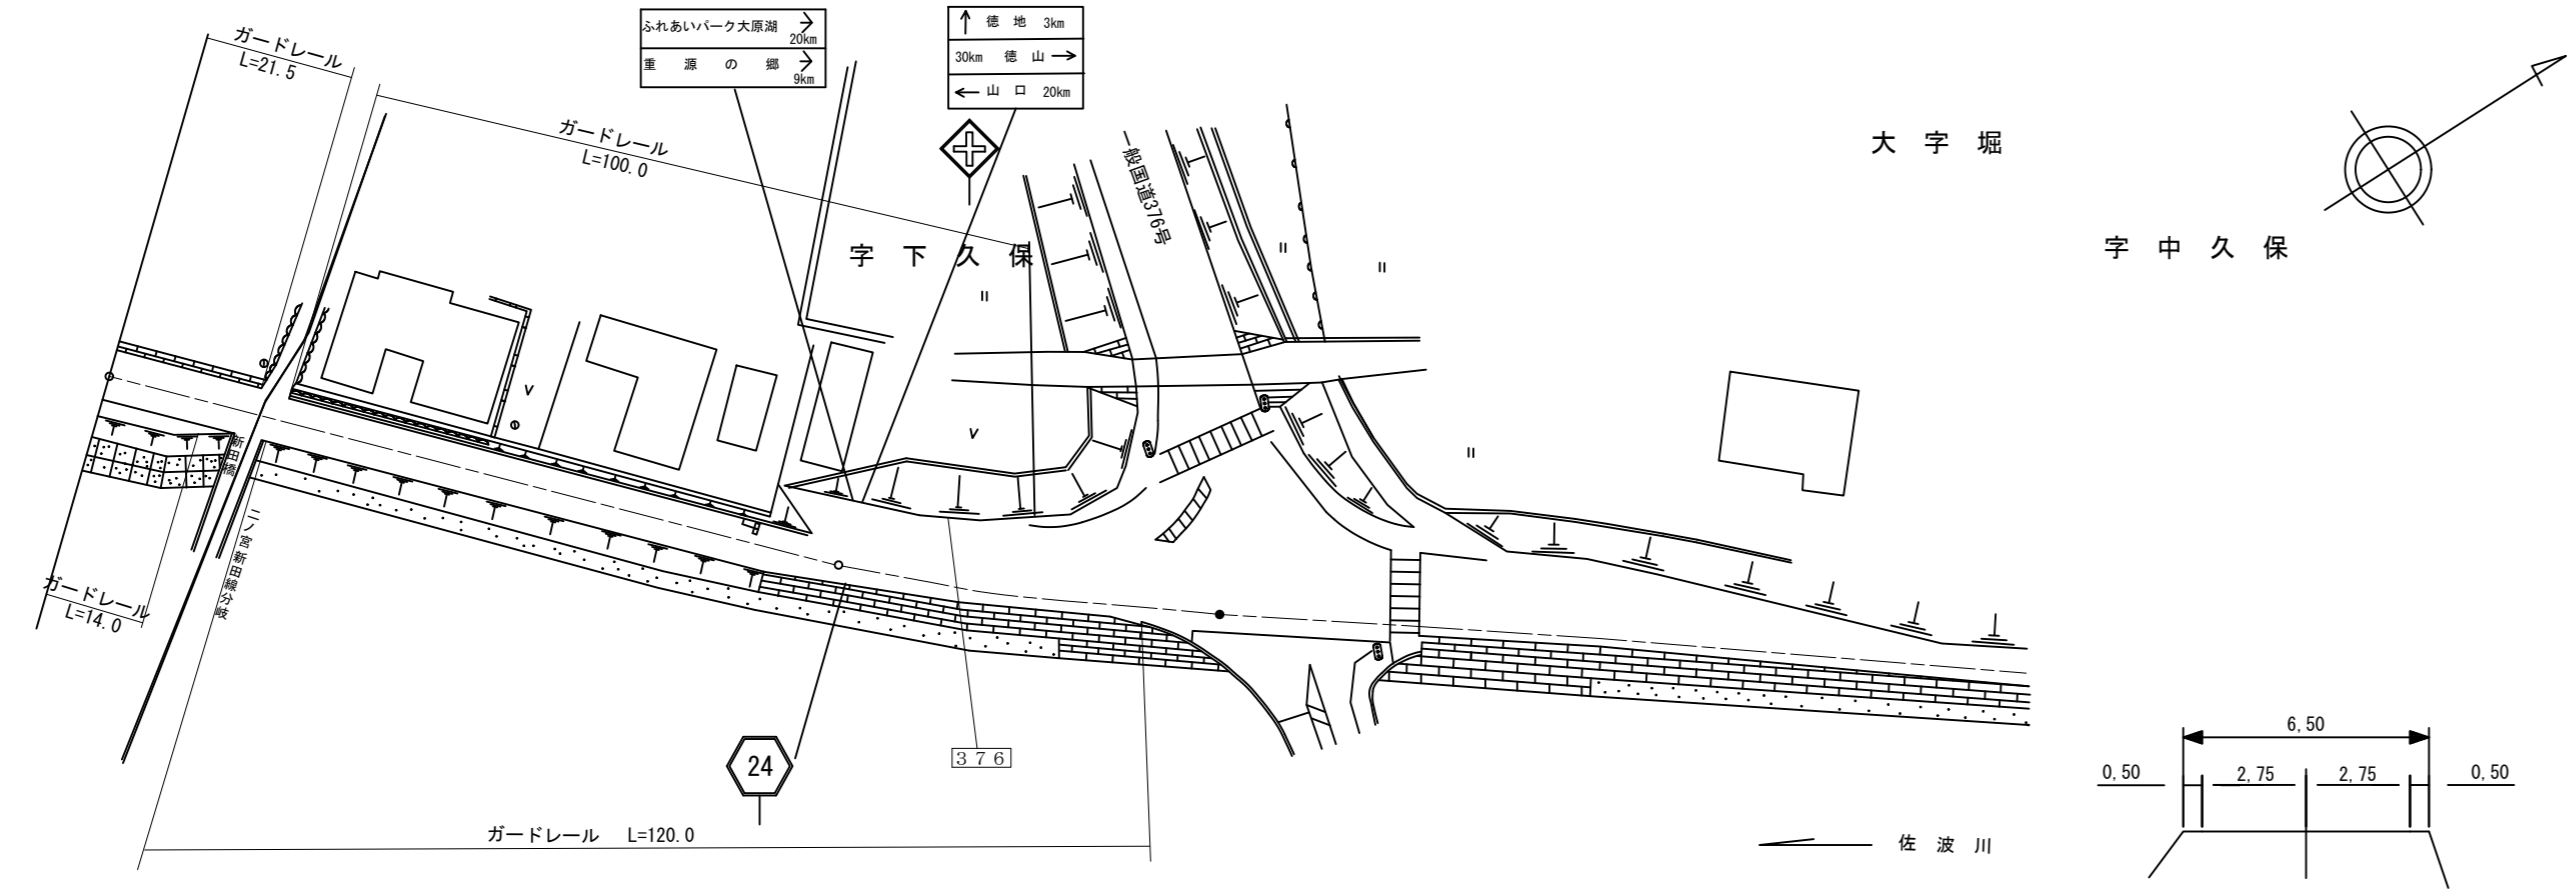 ガードレール
L=21.5
ふれあいパーク大原湖
20km
重 源 の 郷
9km
徳 地 3km
30km 徳 山
山 口 20km
ガードレール
L=100.0
一般国道376号
大 字 堀
字 下 久 保
字 中 久 保
新田橋
二ノ宮新田線分岐
ガードレール
L=14.0
24
376
ガードレール L=120.0
佐 波 川
6,50
0,50 2,75 2,75 0,50